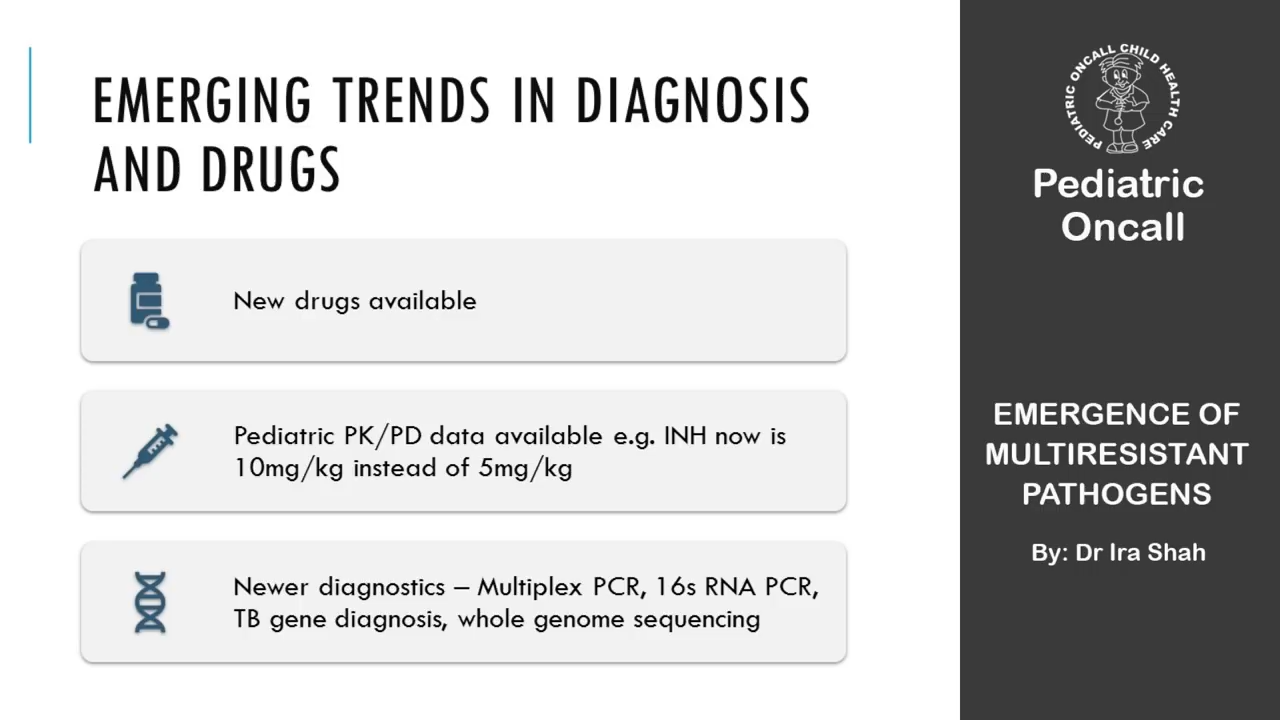 EMERGING TRENDS IN DIAGNOSIS
AND DRUGS
New drugs available
Pediatric PK/PD data available e.g. INH now is
10mg/kg instead of 5mg/kg
Newer diagnostics – Multiplex PCR, 16s RNA PCR,
TB gene diagnosis, whole genome sequencing
PEDIATRIC ONCALL CHILD HEALTH CARE
Pediatric
Oncall
EMERGENCE OF
MULTIRESISTANT
PATHOGENS
By: Dr Ira Shah